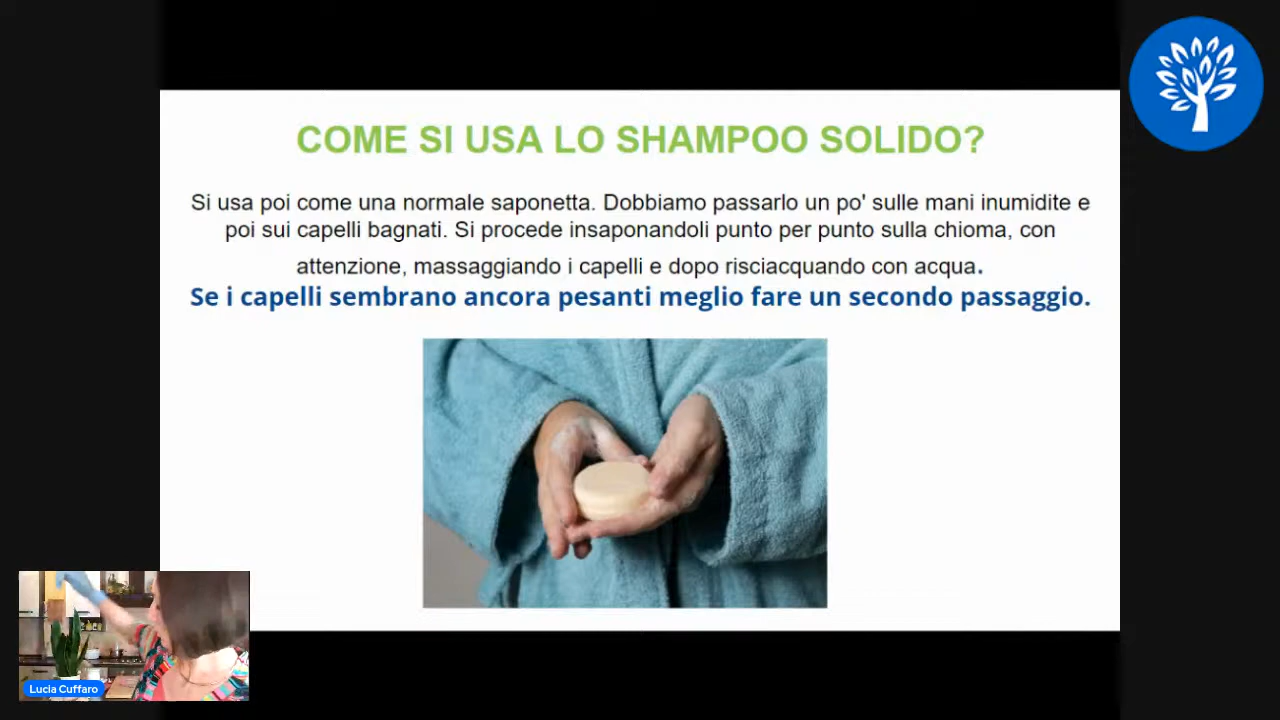 COME SI USA LO SHAMPOO SOLIDO?
Si usa poi come una normale saponetta. Dobbiamo passarlo un po' sulle mani inumidite e
poi sui capelli bagnati. Si procede insaponandoli punto per punto sulla chioma, con
attenzione, massaggiando i capelli e dopo risciacquando con acqua.
Se i capelli sembrano ancora pesanti meglio fare un secondo passaggio.
Lucia Cuffaro